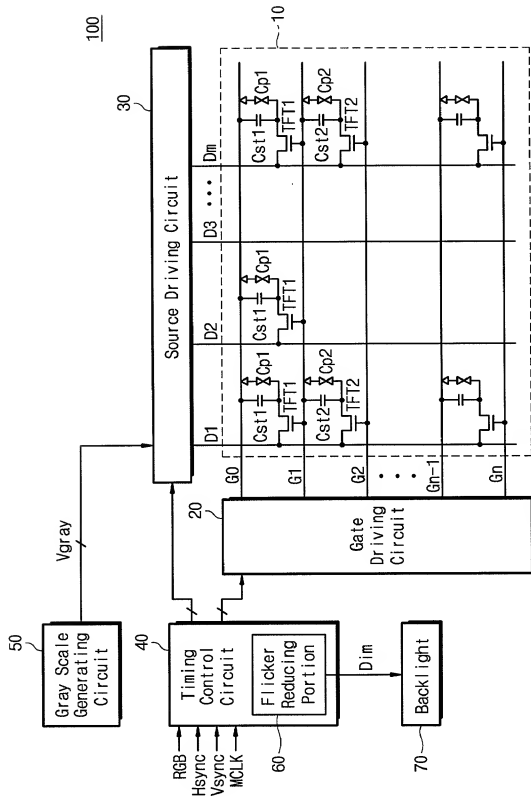 100
50
Gray Scale
Generating
Circuit
Vgray
30
Source Driving Circuit
RGB
Hsync
Vsync
MCLK
40
Timing
Control
Circuit
60
Flicker
Reducing
Portion
Dim
70
Backlight
20
Gate
Driving
Circuit
D1
D2
D3
Dm
10
G0
Cst1
Cp1
TFT1
Cst1
Cp1
TFT1
Cst1
Cp1
TFT1
G1
Cst2
Cp2
TFT2
Cst2
Cp2
TFT2
G2
Gn-1
Gn